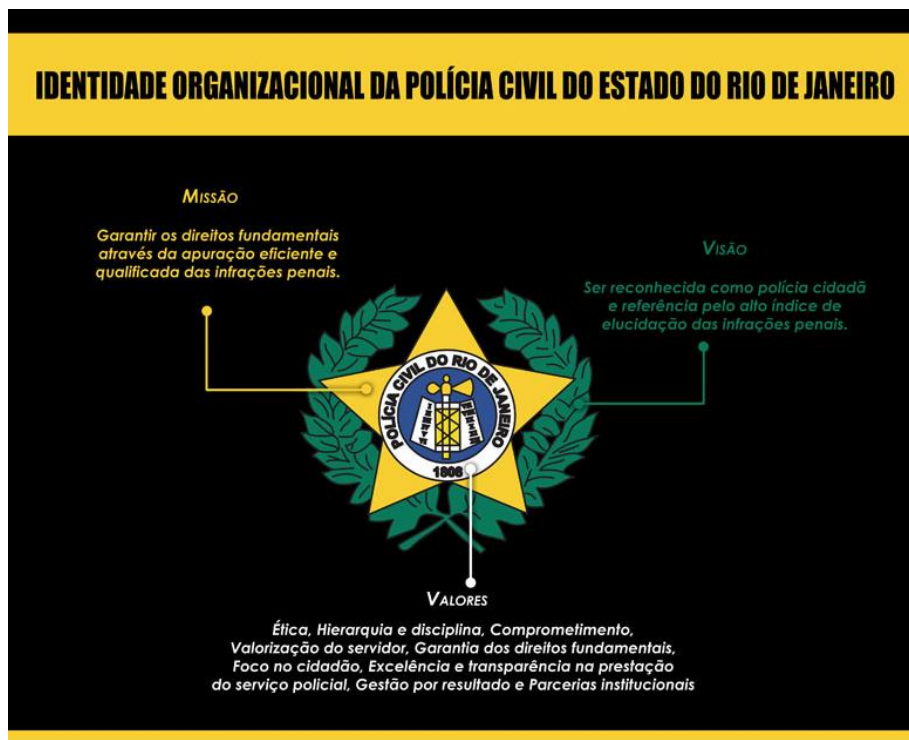 IDENTIDADE ORGANIZACIONAL DA POLÍCIA CIVIL DO ESTADO DO RIO DE JANEIRO
MISSÃO
Garantir os direitos fundamentais
através da apuração eficiente e
qualificada das infrações penais.
VISÃO
Ser reconhecida como polícia cidadã
e referência pelo alto índice de
elucidação das infrações penais.
POLÍCIA CIVIL DO RIO DE JANEIRO
1808
VALORES
Ética, Hierarquia e disciplina, Comprometimento,
Valorização do servidor, Garantia dos direitos fundamentais,
Foco no cidadão, Excelência e transparência na prestação
do serviço policial, Gestão por resultado e Parcerias institucionais